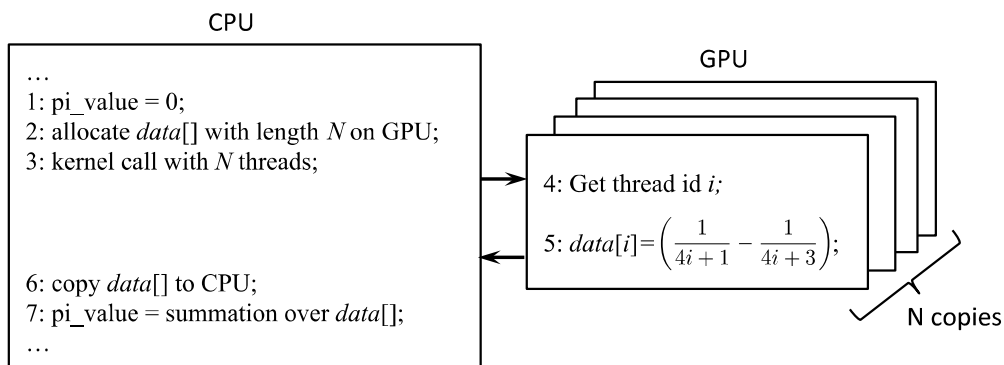 CPU
…
1: pi_value = 0;
2: allocate data[] with length N on GPU;
3: kernel call with N threads;
6: copy data[] to CPU;
7: pi_value = summation over data[];
…
GPU
4: Get thread id i;
5: data[i]=(1/(4i+1) − 1/(4i+3));
N copies